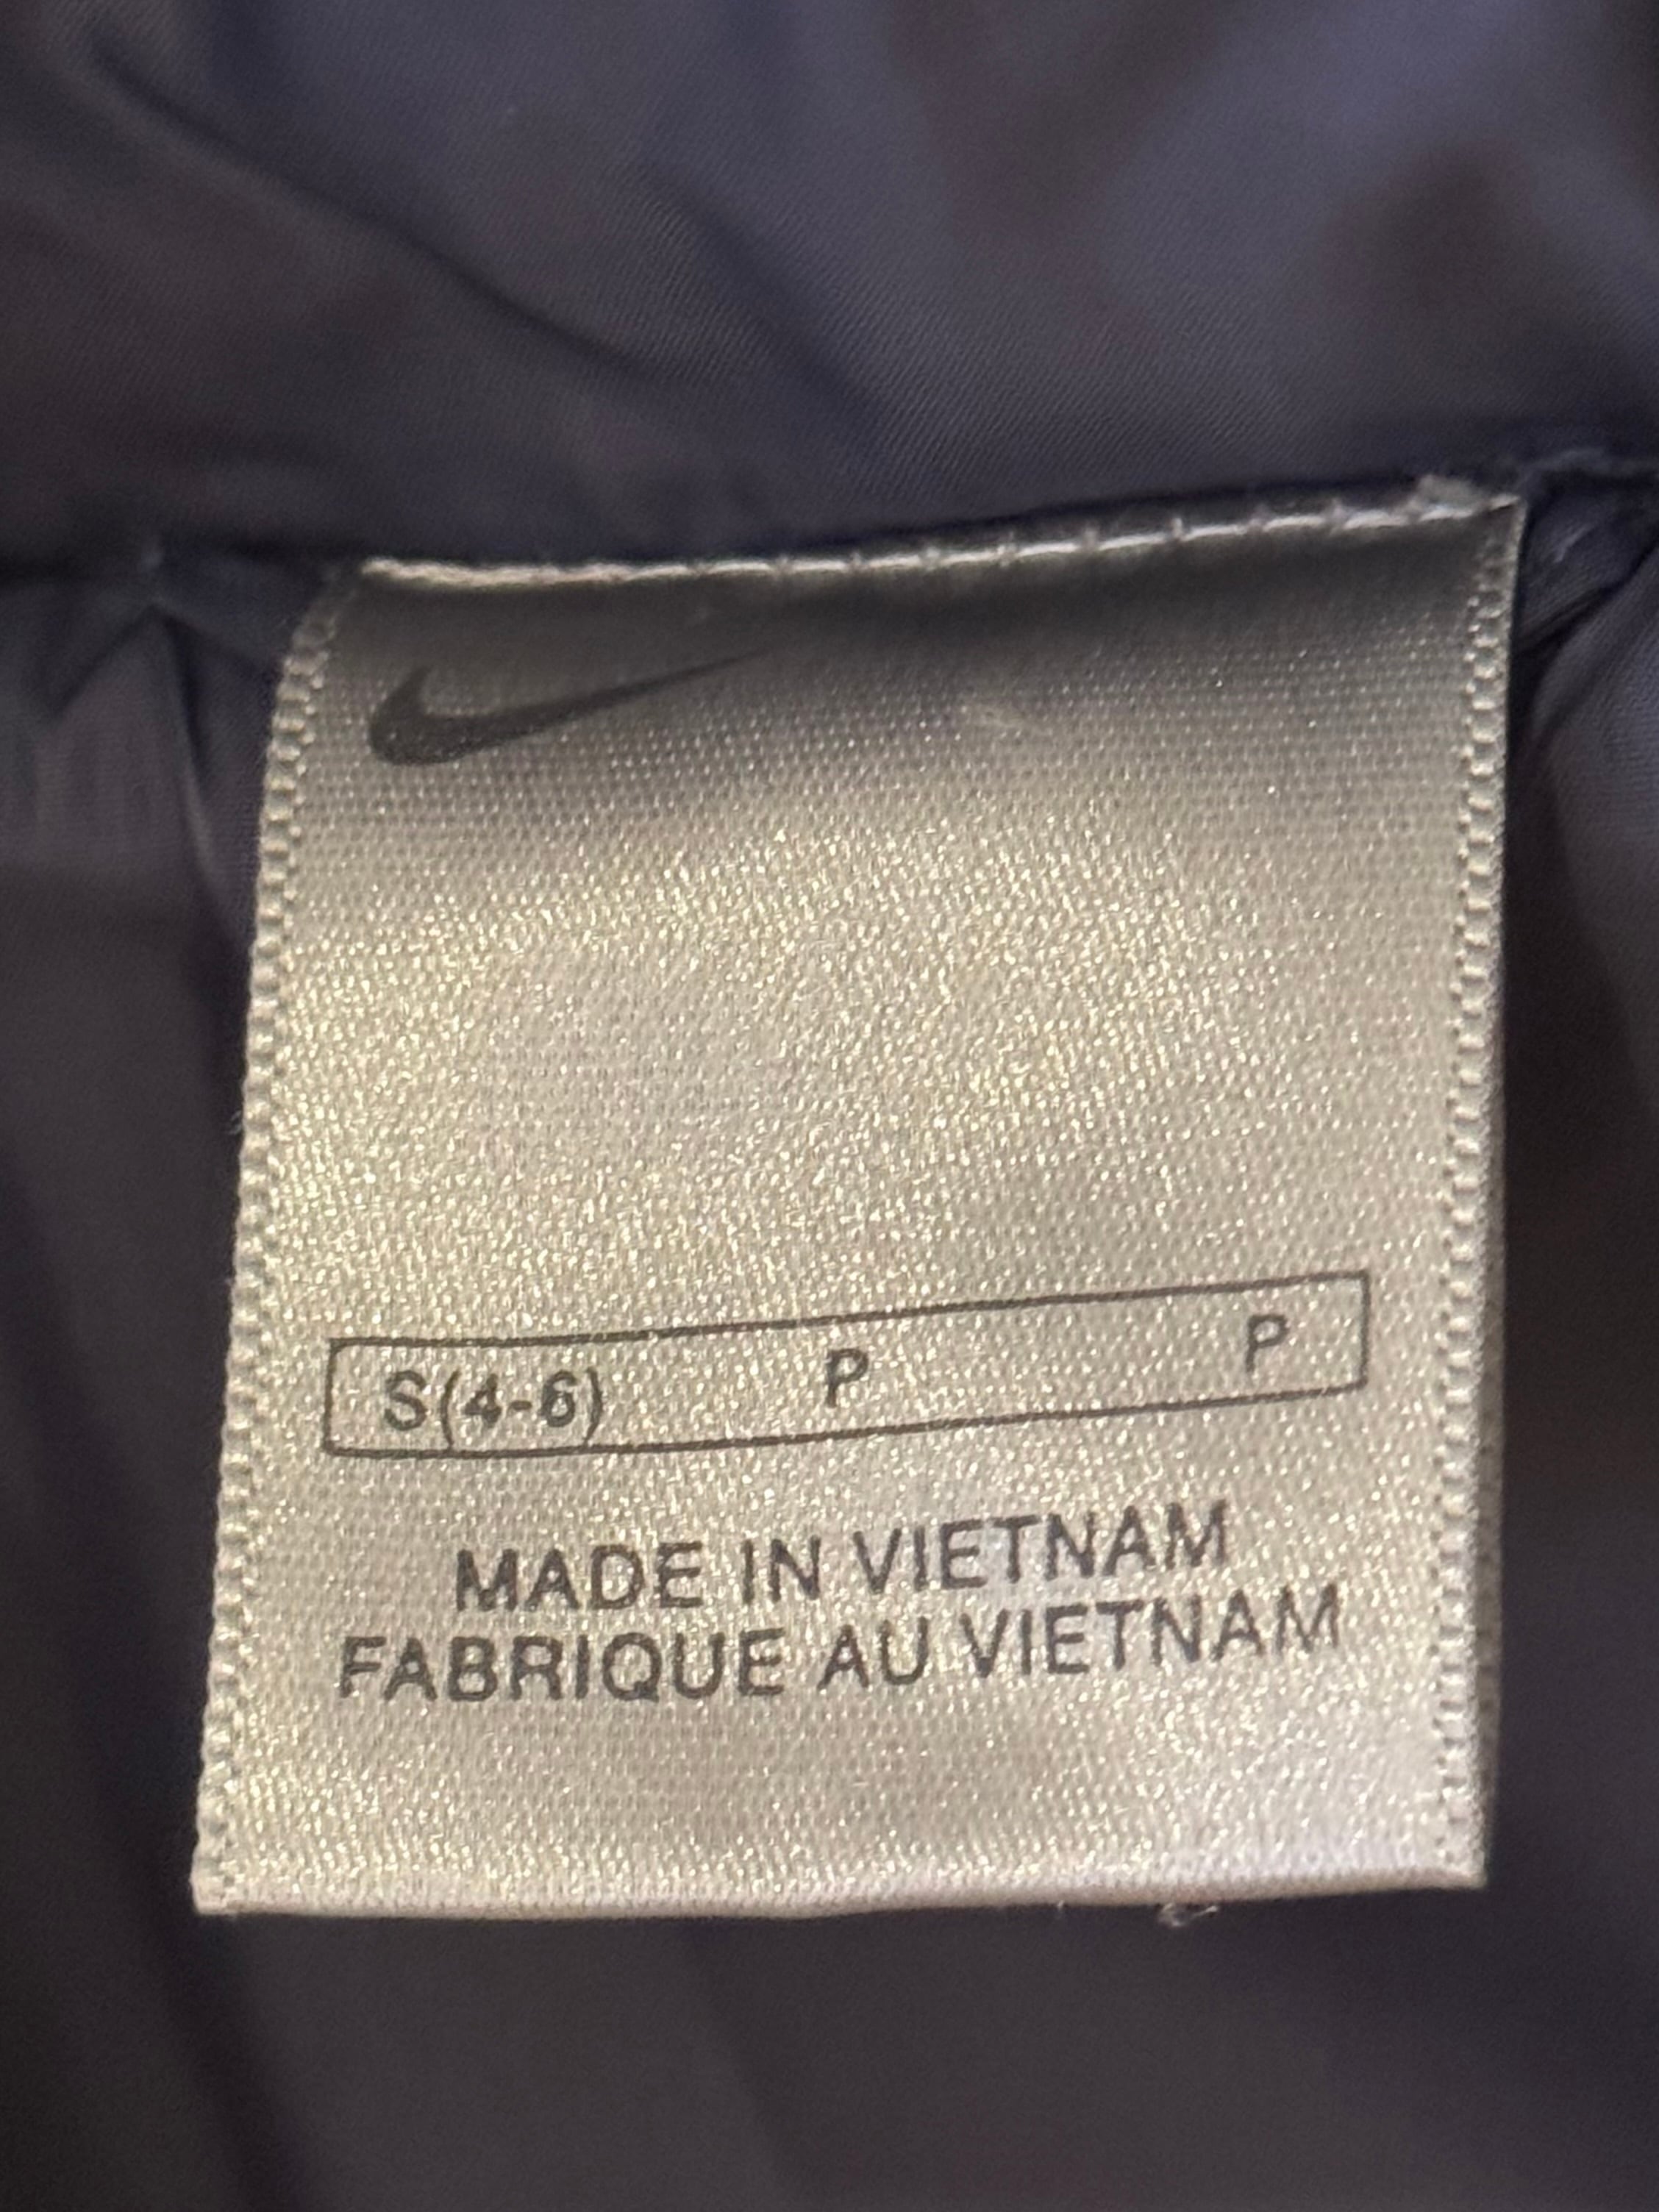 S(4-6) P P
MADE IN VIETNAM
FABRIQUE AU VIETNAM